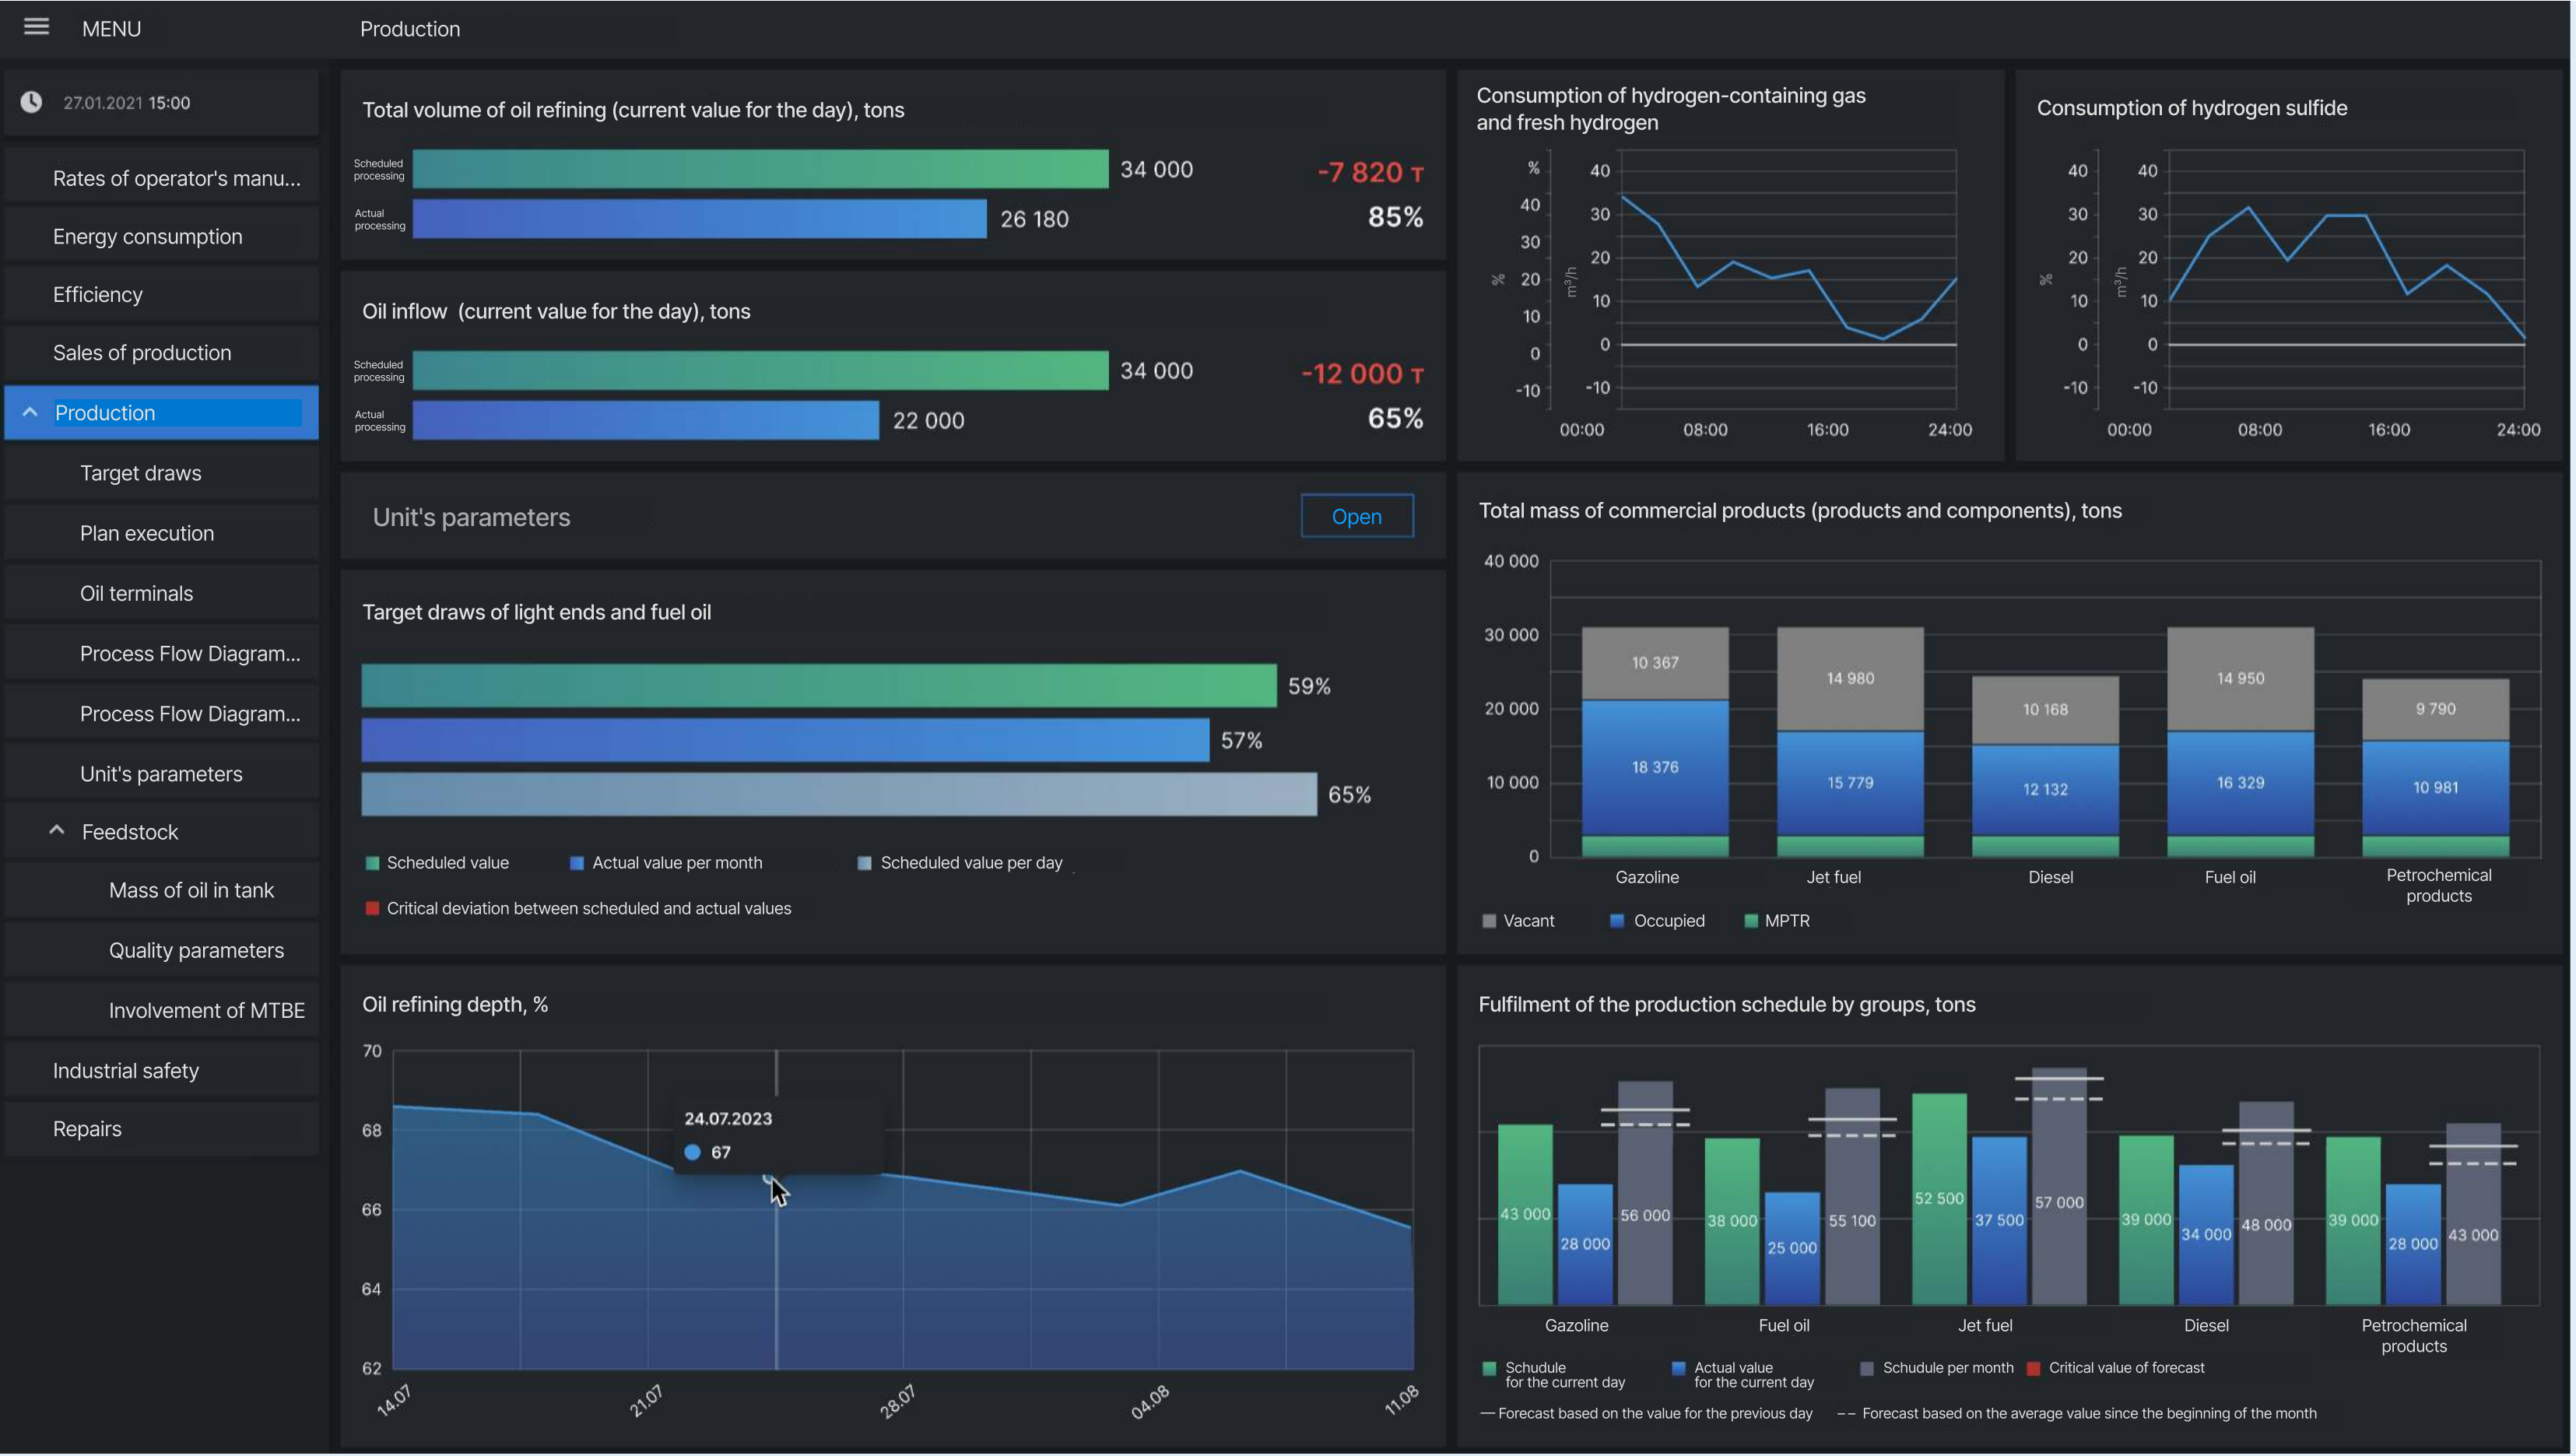 MENU
Production
27.01.2021 15:00
Rates of operator's manu...
Energy consumption
Efficiency
Sales of production
Production
Target draws
Plan execution
Oil terminals
Process Flow Diagram...
Process Flow Diagram...
Unit's parameters
Feedstock
Mass of oil in tank
Quality parameters
Involvement of MTBE
Industrial safety
Repairs
Total volume of oil refining (current value for the day), tons
Scheduled
processing
34 000
-7 820 т
Actual
processing
26 180
85%
Oil inflow (current value for the day), tons
Scheduled
processing
34 000
-12 000 т
Actual
processing
22 000
65%
Unit's parameters
Open
Target draws of light ends and fuel oil
59%
57%
65%
Scheduled value
Actual value per month
Scheduled value per day
Critical deviation between scheduled and actual values
Oil refining depth, %
70
68
66
64
62
24.07.2023
67
14.07
21.07
28.07
04.08
11.08
Consumption of hydrogen-containing gas
and fresh hydrogen
%
40
30
20
10
0
-10
%
m³/h
40
30
20
10
0
-10
00:00
08:00
16:00
24:00
Consumption of hydrogen sulfide
40
30
20
10
0
-10
%
m³/h
40
30
20
10
0
-10
00:00
08:00
16:00
24:00
Total mass of commercial products (products and components), tons
40 000
30 000
20 000
10 000
0
10 367
18 376
14 980
15 779
10 168
12 132
14 950
16 329
9 790
10 981
Gazoline
Jet fuel
Diesel
Fuel oil
Petrochemical
products
Vacant
Occupied
MPTR
Fulfilment of the production schedule by groups, tons
43 000
28 000
56 000
38 000
25 000
55 100
52 500
37 500
57 000
39 000
34 000
48 000
39 000
28 000
43 000
Gazoline
Fuel oil
Jet fuel
Diesel
Petrochemical
products
Schudule
for the current day
Actual value
for the current day
Schudule per month
Critical value of forecast
Forecast based on the value for the previous day
Forecast based on the average value since the beginning of the month